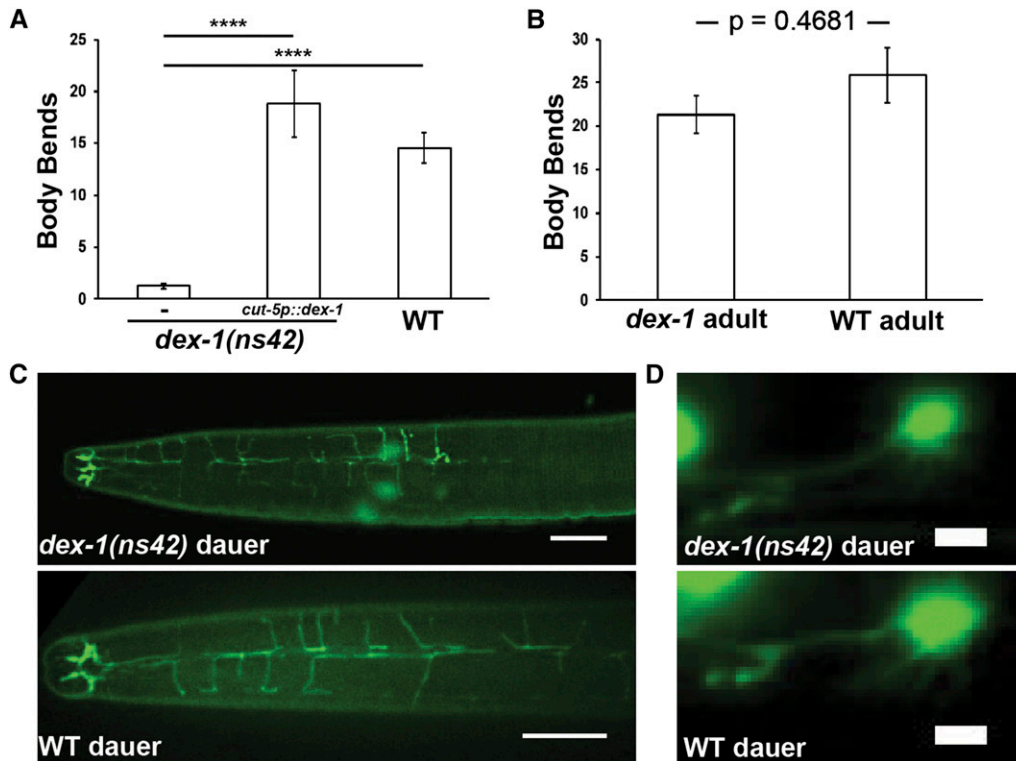 A
****
****
Body Bends
25
20
15
10
5
0
-
cut-5p::dex-1
WT
dex-1(ns42)
B
p = 0.4681
Body Bends
30
25
20
15
10
5
0
dex-1 adult
WT adult
C
dex-1(ns42) dauer
WT dauer
D
dex-1(ns42) dauer
WT dauer